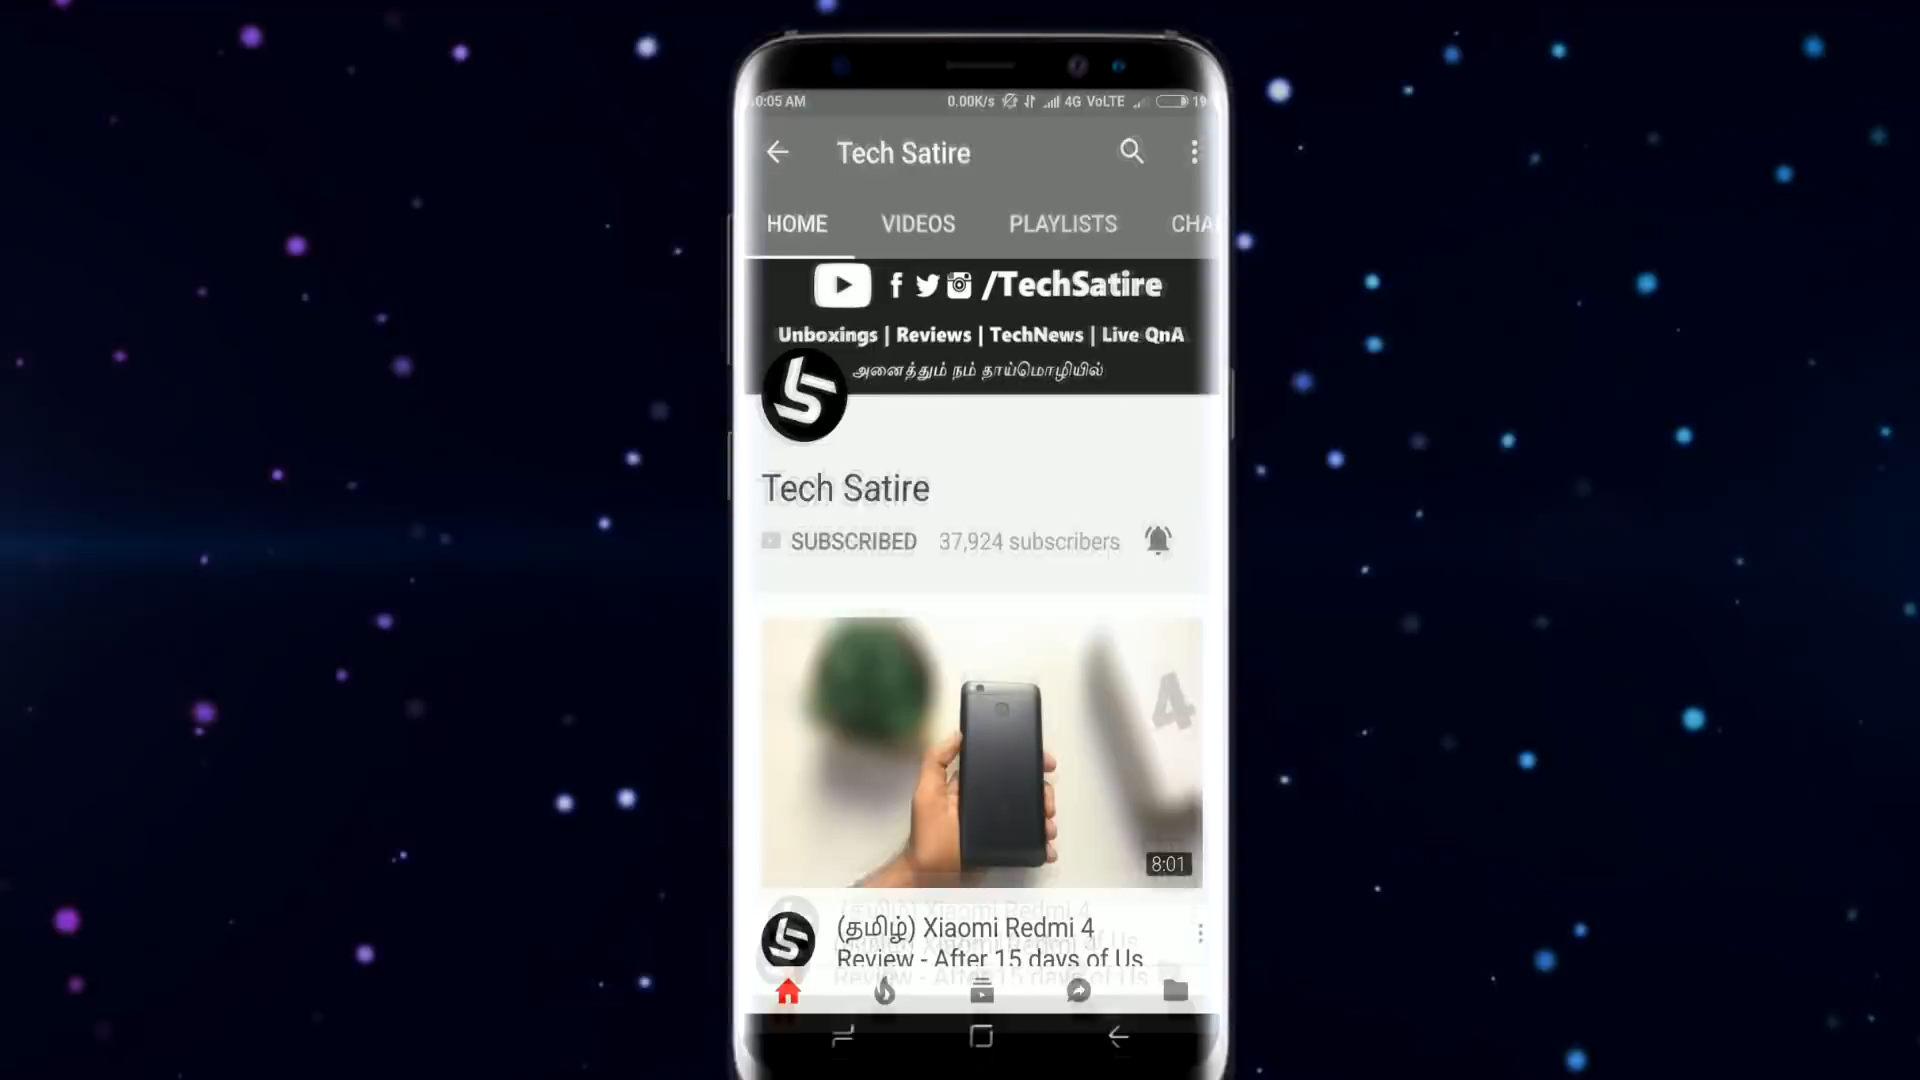 0:05 AM 0.00K/s 4G VoLTE 19
Tech Satire
HOME VIDEOS PLAYLISTS CHA
/TechSatire
Unboxings | Reviews | TechNews | Live QnA
அனைத்தும் நம் தாய்மொழியில்
Tech Satire
SUBSCRIBED 37,924 subscribers
4
8:01
(தமிழ்) Xiaomi Redmi 4
Review - After 15 days of Us